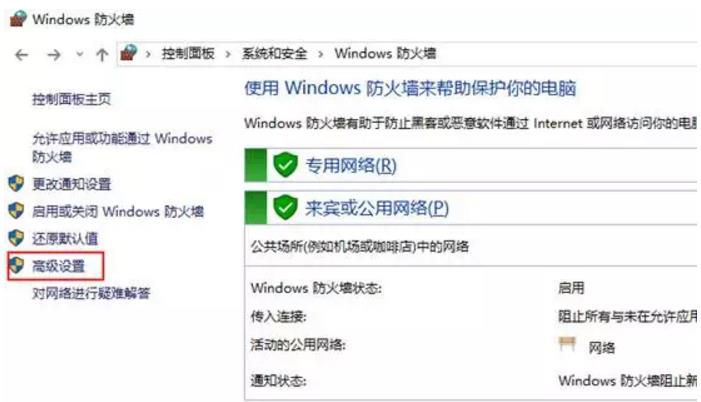 Windows 防火墙
控制面板 › 系统和安全 › Windows 防火墙
控制面板主页
允许应用或功能通过 Windows
防火墙
更改通知设置
启用或关闭 Windows 防火墙
还原默认值
高级设置
对网络进行疑难解答
使用 Windows 防火墙来帮助保护你的电脑
Windows 防火墙有助于防止黑客或恶意软件通过 Internet 或网络访问你的电脑
专用网络(R)
来宾或公用网络(P)
公共场所(例如机场或咖啡店)中的网络
Windows 防火墙状态: 启用
传入连接: 阻止所有与未在允许应用
活动的公用网络: 网络
通知状态: Windows 防火墙阻止新